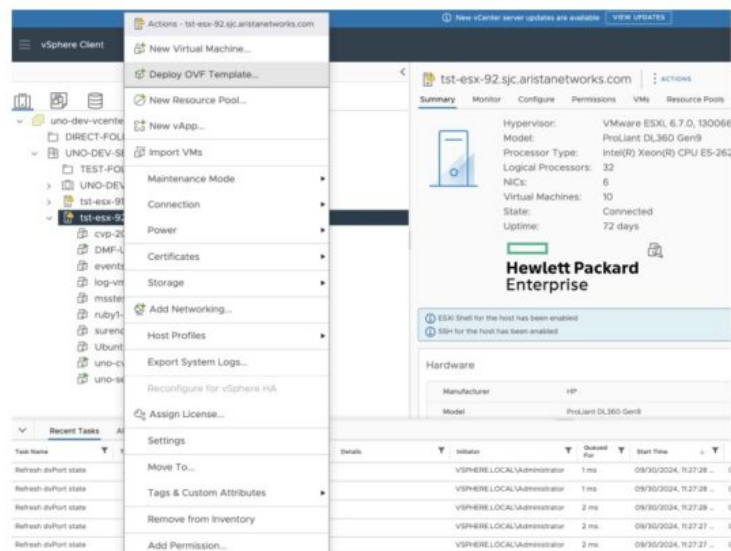 New vCenter server updates are available VIEW UPDATES
vSphere Client
Actions - tst-esx-92.sjc.aristanetworks.com
New Virtual Machine...
Deploy OVF Template...
New Resource Pool...
New vApp...
Import VMs
Maintenance Mode
Connection
Power
Certificates
Storage
Add Networking...
Host Profiles
Export System Logs...
Reconfigure for vSphere HA
Assign License...
Settings
Move To...
Tags & Custom Attributes
Remove from Inventory
Add Permission...
uno-dev-vcente
DIRECT-FOL
UNO-DEV-SE
TEST-FOL
UNO-DEV
tst-esx-91
tst-esx-92
cvp-20
DMF-U
events
log-vm
msstes
ruby1-
surend
Ubunt
uno-cv
uno-se
tst-esx-92.sjc.aristanetworks.com ACTIONS
Summary Monitor Configure Permissions VMs Resource Pools
Hypervisor: VMware ESXi, 6.7.0, 130066
Model: ProLiant DL360 Gen9
Processor Type: Intel(R) Xeon(R) CPU E5-262
Logical Processors: 32
NICs: 6
Virtual Machines: 10
State: Connected
Uptime: 72 days
Hewlett Packard
Enterprise
ESXi Shell for the host has been enabled
SSH for the host has been enabled
Hardware
Manufacturer HP
Model ProLiant DL360 Gen9
Recent Tasks
Task Name Details Initiator Queued For Start Time
Refresh dvPort state VSPHERE.LOCAL\Administrator 1 ms 09/30/2024, 11:27:28 ...
Refresh dvPort state VSPHERE.LOCAL\Administrator 1 ms 09/30/2024, 11:27:28 ...
Refresh dvPort state VSPHERE.LOCAL\Administrator 2 ms 09/30/2024, 11:27:28 ...
Refresh dvPort state VSPHERE.LOCAL\Administrator 2 ms 09/30/2024, 11:27:27 ...
Refresh dvPort state VSPHERE.LOCAL\Administrator 2 ms 09/30/2024, 11:27:27 ...